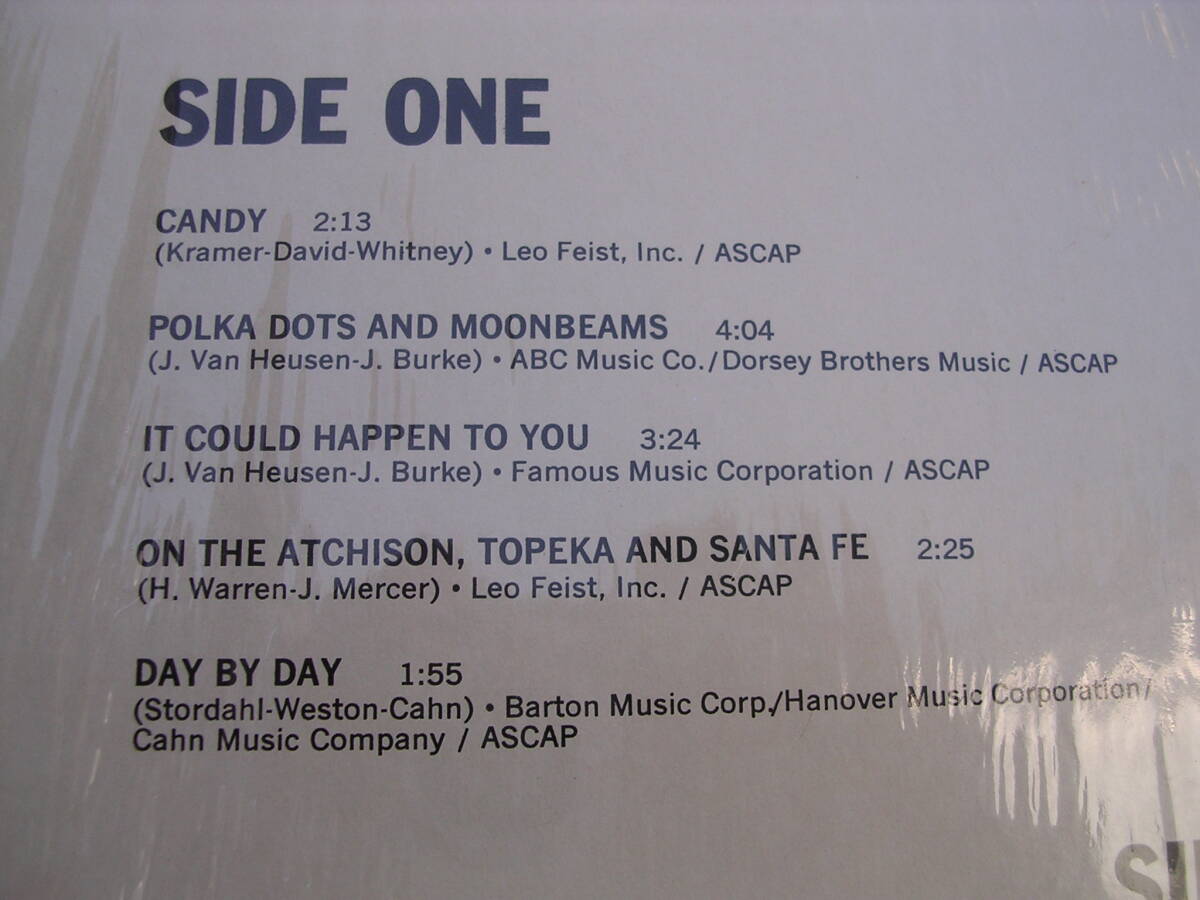 SIDE ONE
CANDY 2:13
(Kramer-David-Whitney) • Leo Feist, Inc. / ASCAP
POLKA DOTS AND MOONBEAMS 4:04
(J. Van Heusen-J. Burke) • ABC Music Co./Dorsey Brothers Music / ASCAP
IT COULD HAPPEN TO YOU 3:24
(J. Van Heusen-J. Burke) • Famous Music Corporation / ASCAP
ON THE ATCHISON, TOPEKA AND SANTA FE 2:25
(H. Warren-J. Mercer) • Leo Feist, Inc. / ASCAP
DAY BY DAY 1:55
(Stordahl-Weston-Cahn) • Barton Music Corp./Hanover Music Corporation/
Cahn Music Company / ASCAP